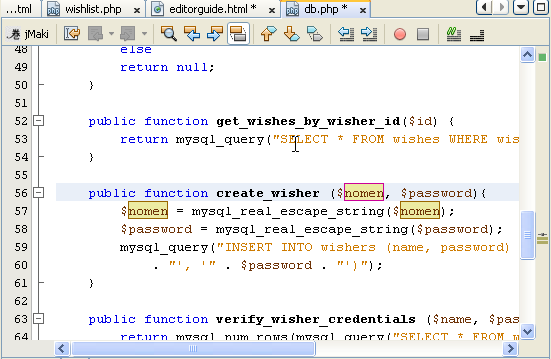 ...tml wishlist.php editorguide.html * db.php *
jMaki
48 else
49 return null;
50 }
51
52 public function get_wishes_by_wisher_id($id) {
53 return mysql_query("SELECT * FROM wishes WHERE wis
54 }
55
56 public function create_wisher ($nomen, $password){
57 $nomen = mysql_real_escape_string($nomen);
58 $password = mysql_real_escape_string($password);
59 mysql_query("INSERT INTO wishers (name, password)
60 . "', '" . $password . "')");
61 }
62
63 public function verify_wisher_credentials ($name, $pas
64 return mysql_num_rows(mysql_query("SELECT * FROM w